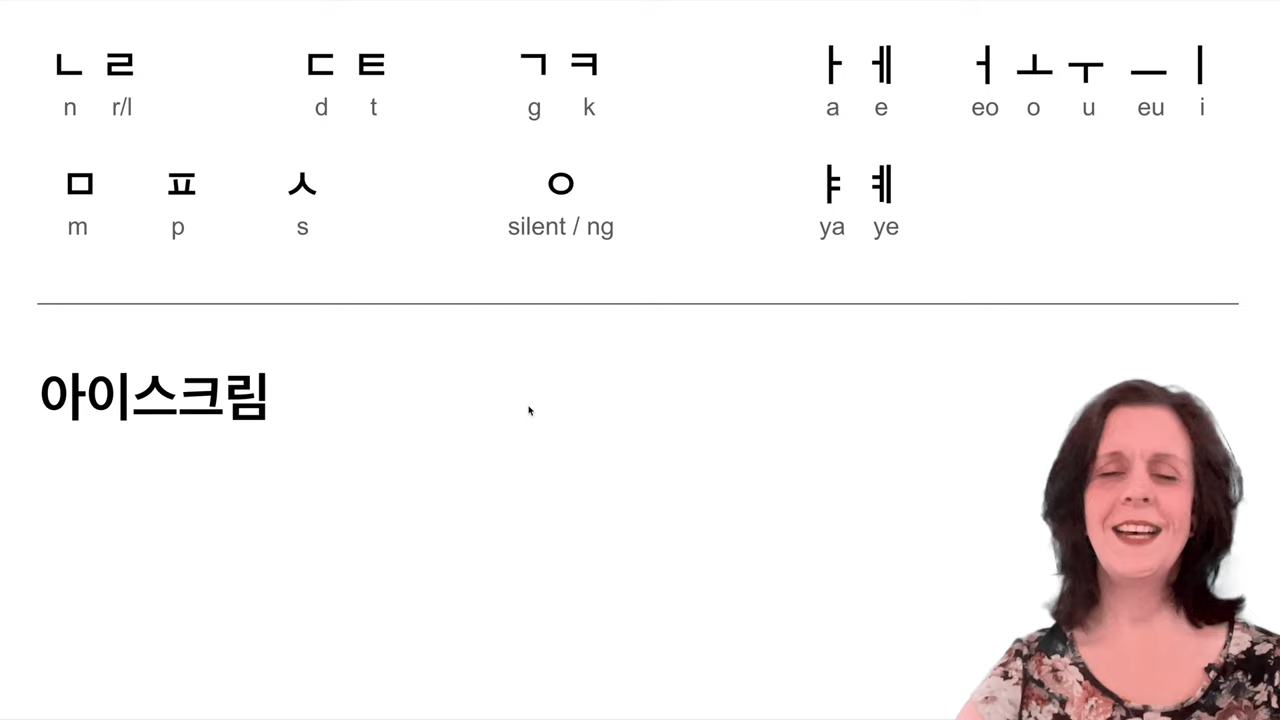 ㄴ ㄹ ㄷ ㅌ ㄱ ㅋ ㅏ ㅔ ㅓ ㅗ ㅜ ㅡ ㅣ
n r/l d t g k a e eo o u eu i
ㅁ ㅍ ㅅ ㅇ ㅑ ㅖ
m p s silent / ng ya ye
아이스크림